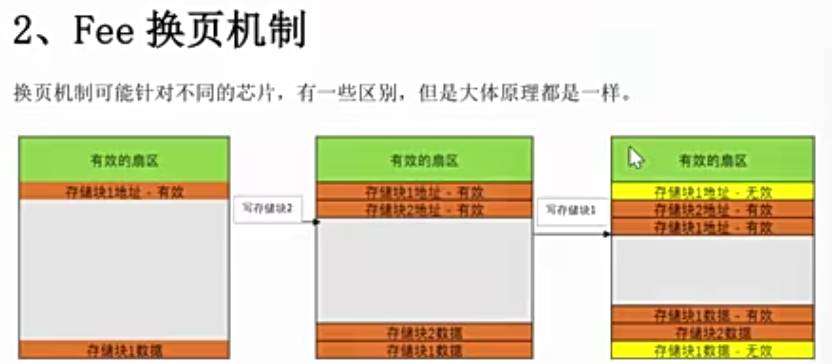 2、Fee 换页机制
换页机制可能针对不同的芯片，有一些区别，但是大体原理都是一样。
有效的扇区
存储块1地址 - 有效
存储块1数据
写存储块2
有效的扇区
存储块1地址 - 有效
存储块2地址 - 有效
存储块2数据
存储块1数据
写存储块1
有效的扇区
存储块1地址 - 无效
存储块2地址 - 有效
存储块1地址 - 有效
存储块1数据 - 有效
存储块2数据
存储块1数据 - 无效